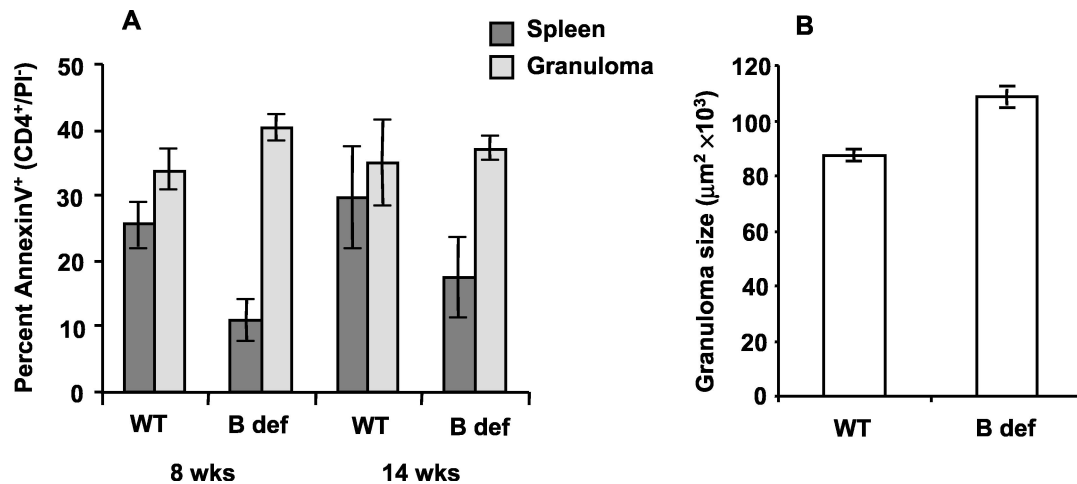 A
Spleen
Granuloma
Percent AnnexinV⁺ (CD4⁺/PI⁻)
50
40
30
20
10
0
WT
B def
WT
B def
8 wks
14 wks
B
Granuloma size (μm² ×10³)
120
100
80
60
40
20
0
WT
B def